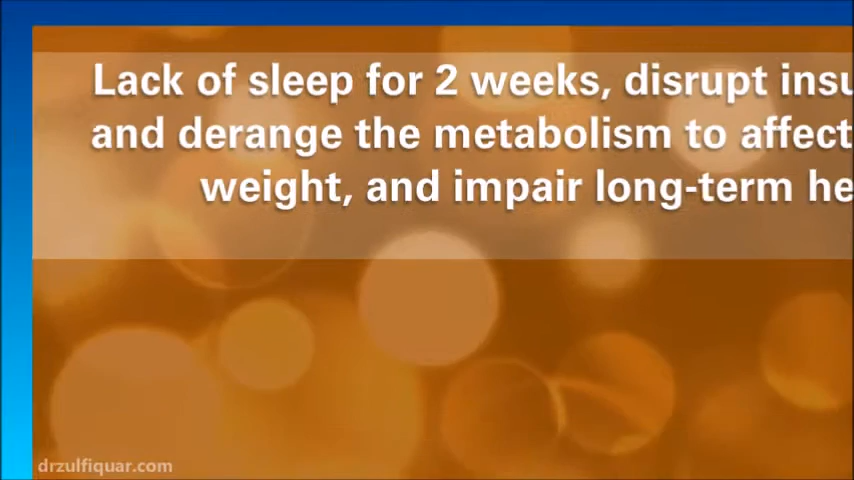 Lack of sleep for 2 weeks, disrupt
and derange the metabolism to affect
weight, and impair long-term
drzulfiquar.com